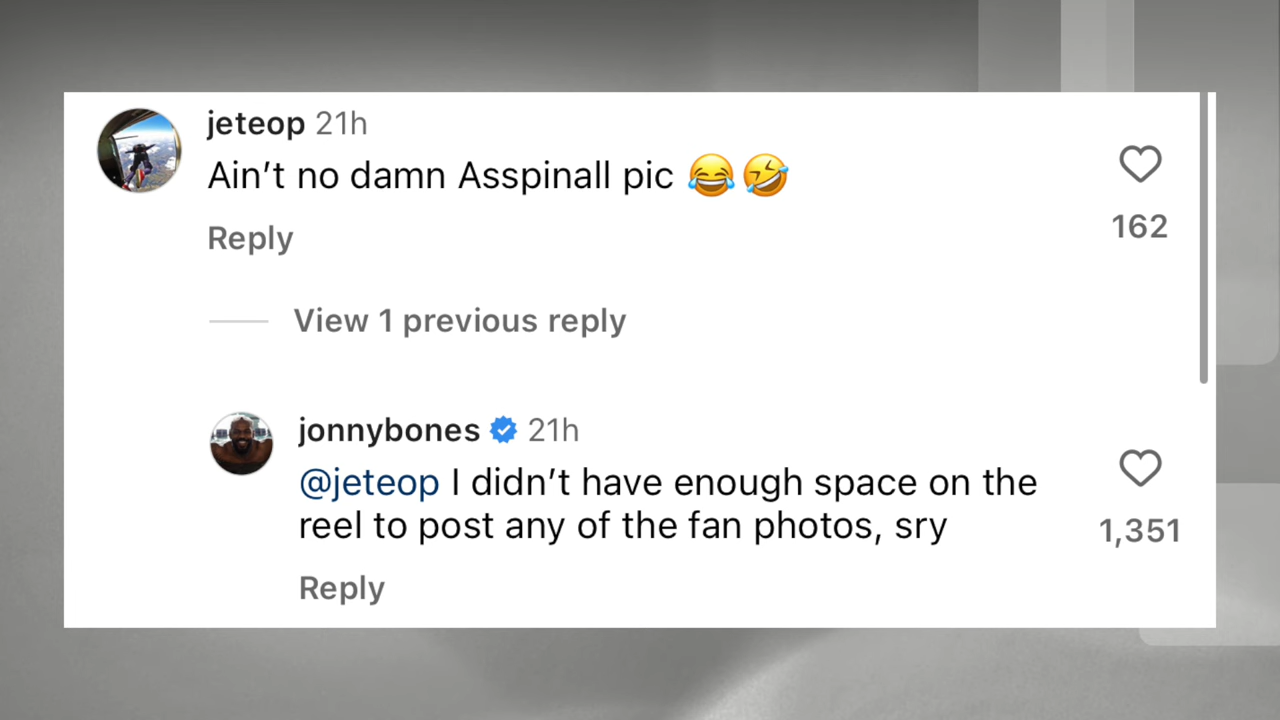 jeteop 21h
Ain’t no damn Asspinall pic 😂🤣
162
Reply
View 1 previous reply
jonnybones 21h
@jeteop I didn’t have enough space on the
reel to post any of the fan photos, sry
1,351
Reply